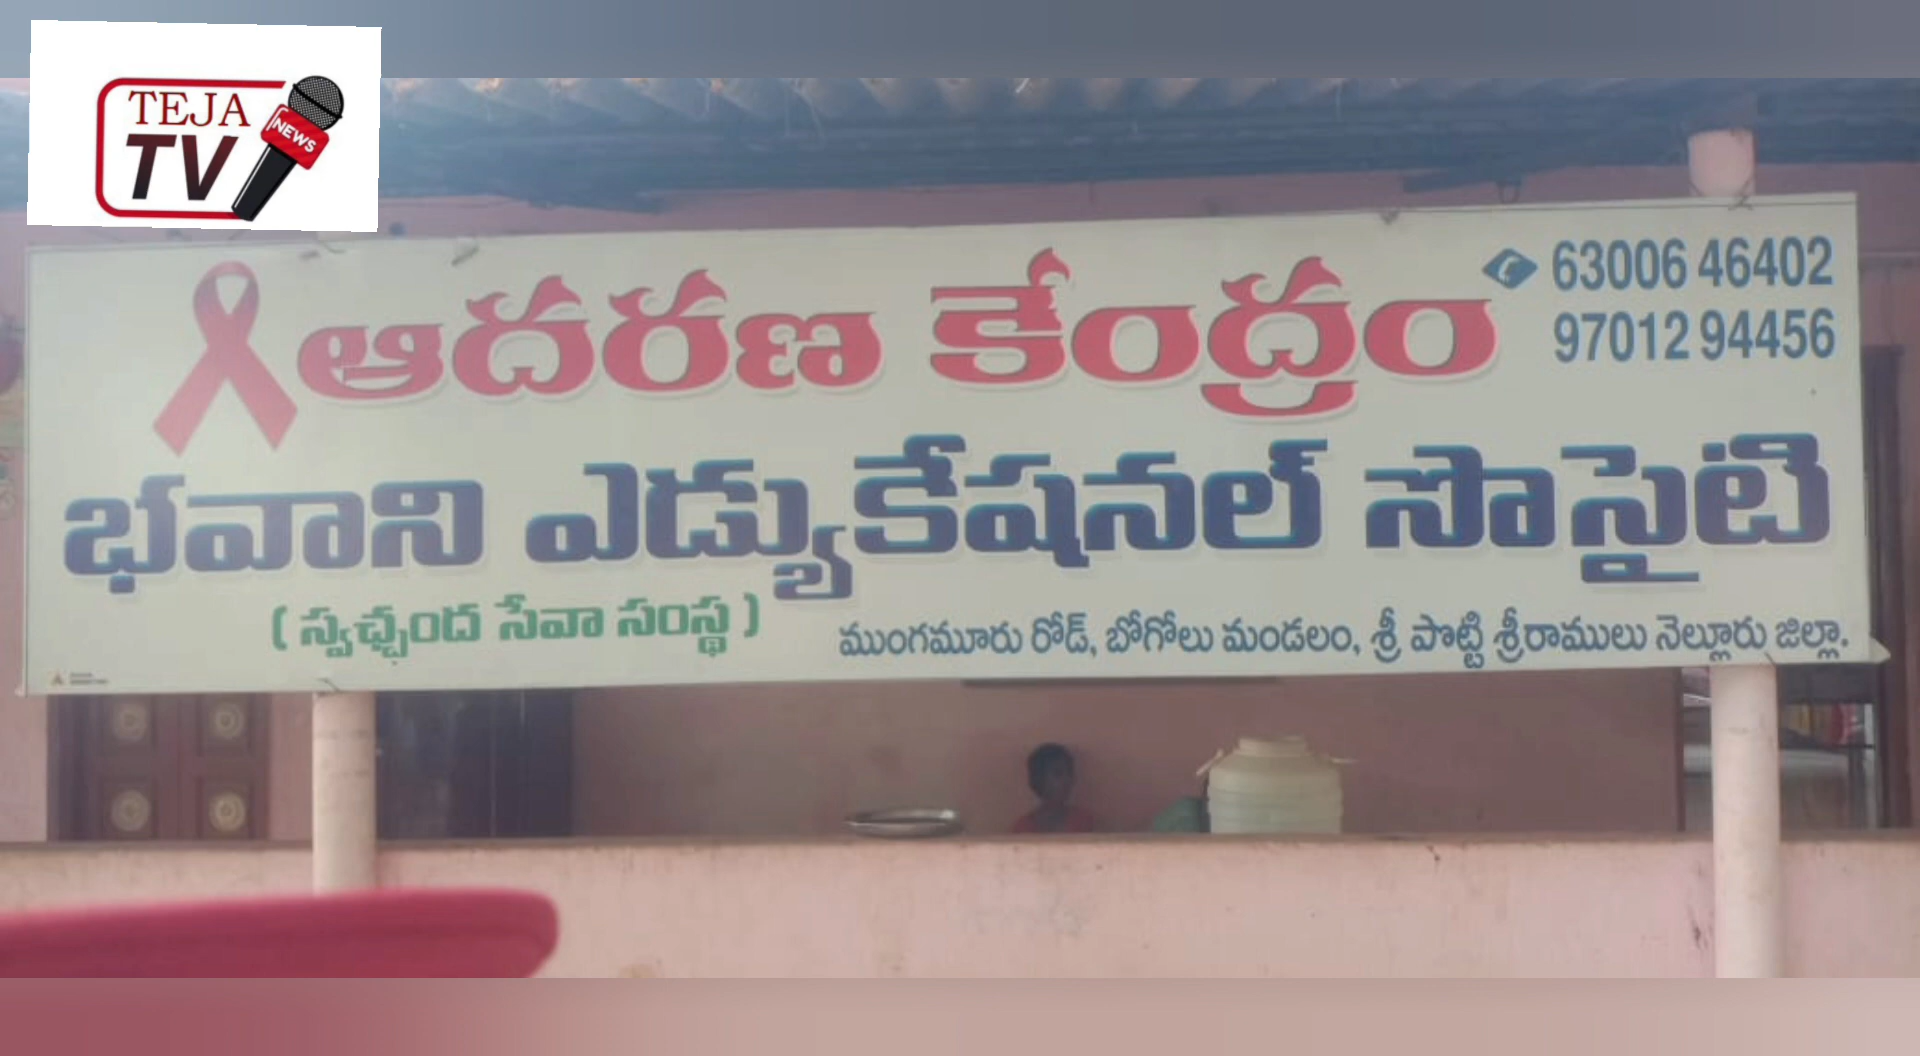 TEJA
TV
NEWS
ఆదరణ కేంద్రం
63006 46402
97012 94456
భవాని ఎడ్యుకేషనల్ సొసైటి
( స్వచ్ఛంద సేవా సంస్థ )
ముంగమూరు రోడ్, బోగోలు మండలం, శ్రీ పొట్టి శ్రీరాములు నెల్లూరు జిల్లా.